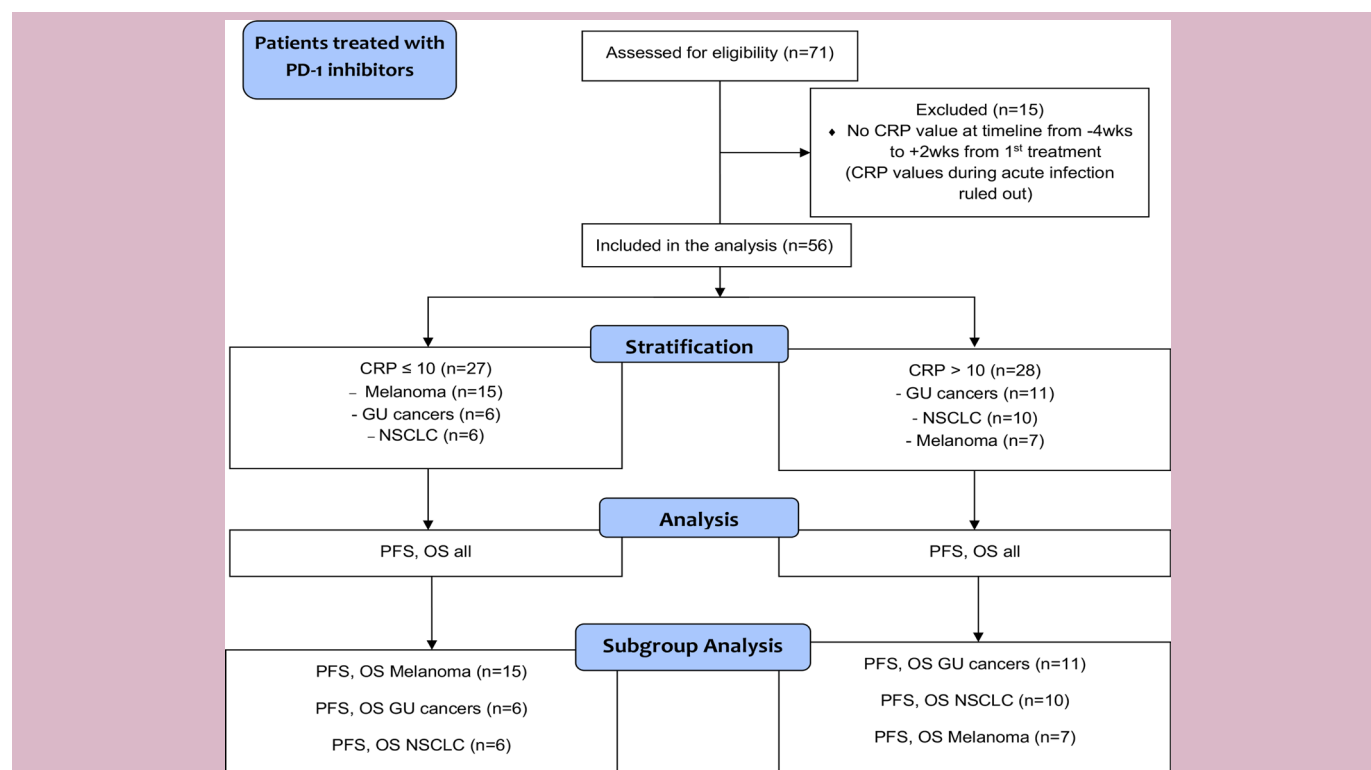 Patients treated with
PD-1 inhibitors
Assessed for eligibility (n=71)
Excluded (n=15)
♦ No CRP value at timeline from -4wks
to +2wks from 1st treatment
(CRP values during acute infection
ruled out)
Included in the analysis (n=56)
Stratification
CRP ≤ 10 (n=27)
– Melanoma (n=15)
- GU cancers (n=6)
– NSCLC (n=6)
CRP > 10 (n=28)
- GU cancers (n=11)
- NSCLC (n=10)
- Melanoma (n=7)
Analysis
PFS, OS all
PFS, OS all
Subgroup Analysis
PFS, OS Melanoma (n=15)
PFS, OS GU cancers (n=6)
PFS, OS NSCLC (n=6)
PFS, OS GU cancers (n=11)
PFS, OS NSCLC (n=10)
PFS, OS Melanoma (n=7)